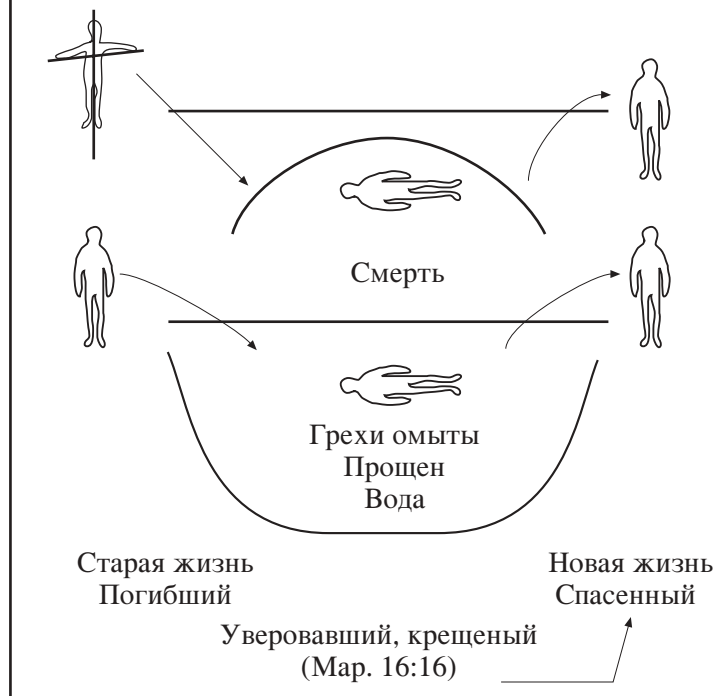 Смерть
Грехи омыты
Прощен
Вода
Старая жизнь
Погибший
Новая жизнь
Спасенный
Уверовавший, крещеный
(Мар. 16:16)